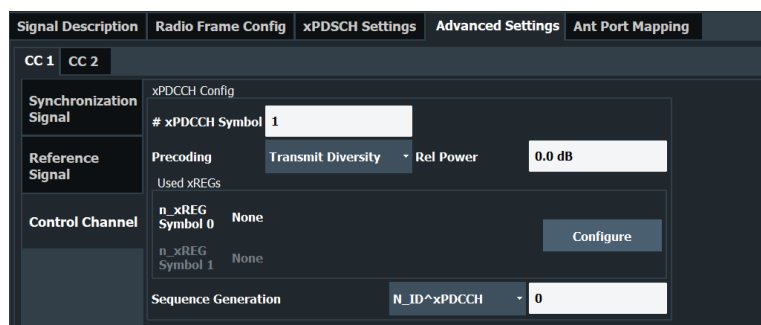 Signal Description Radio Frame Config xPDSCH Settings Advanced Settings Ant Port Mapping
CC 1 CC 2
Synchronization
Signal
Reference
Signal
Control Channel
xPDCCH Config
# xPDCCH Symbol 1
Precoding Transmit Diversity Rel Power 0.0 dB
Used xREGs
n_xREG
Symbol 0 None
n_xREG
Symbol 1 None
Configure
Sequence Generation N_ID^xPDCCH 0